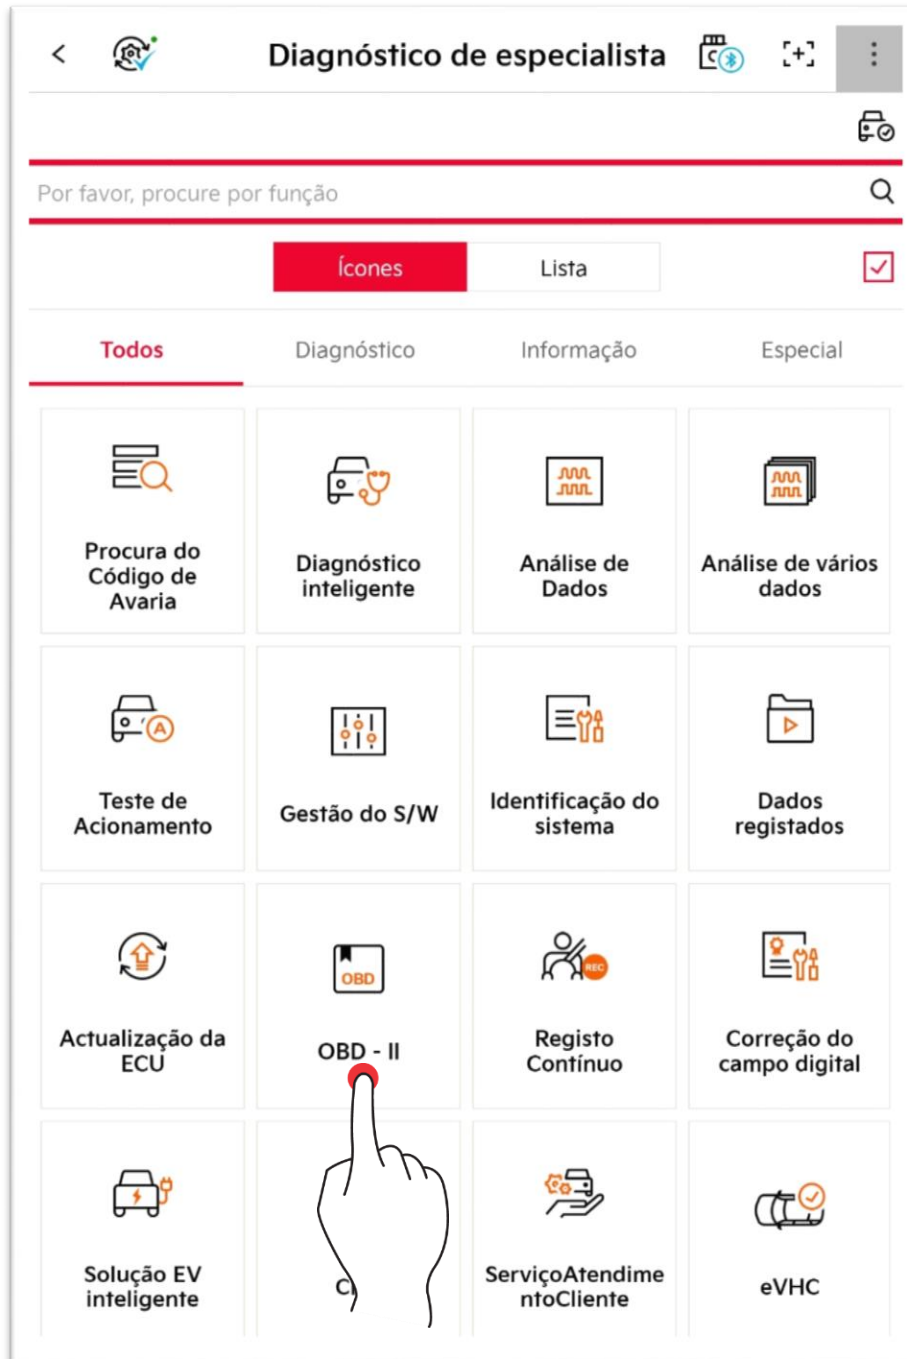 Diagnóstico de especialista
Por favor, procure por função
Ícones
Lista
Todos
Diagnóstico
Informação
Especial
Procura do
Código de
Avaria
Diagnóstico
inteligente
Análise de
Dados
Análise de vários
dados
A
Teste de
Acionamento
Gestão do S/W
Identificação do
sistema
Dados
registados
Actualização da
ECU
OBD
OBD - II
REC
Registo
Contínuo
Correção do
campo digital
Solução EV
inteligente
ServiçoAtendime
ntoCliente
eVHC